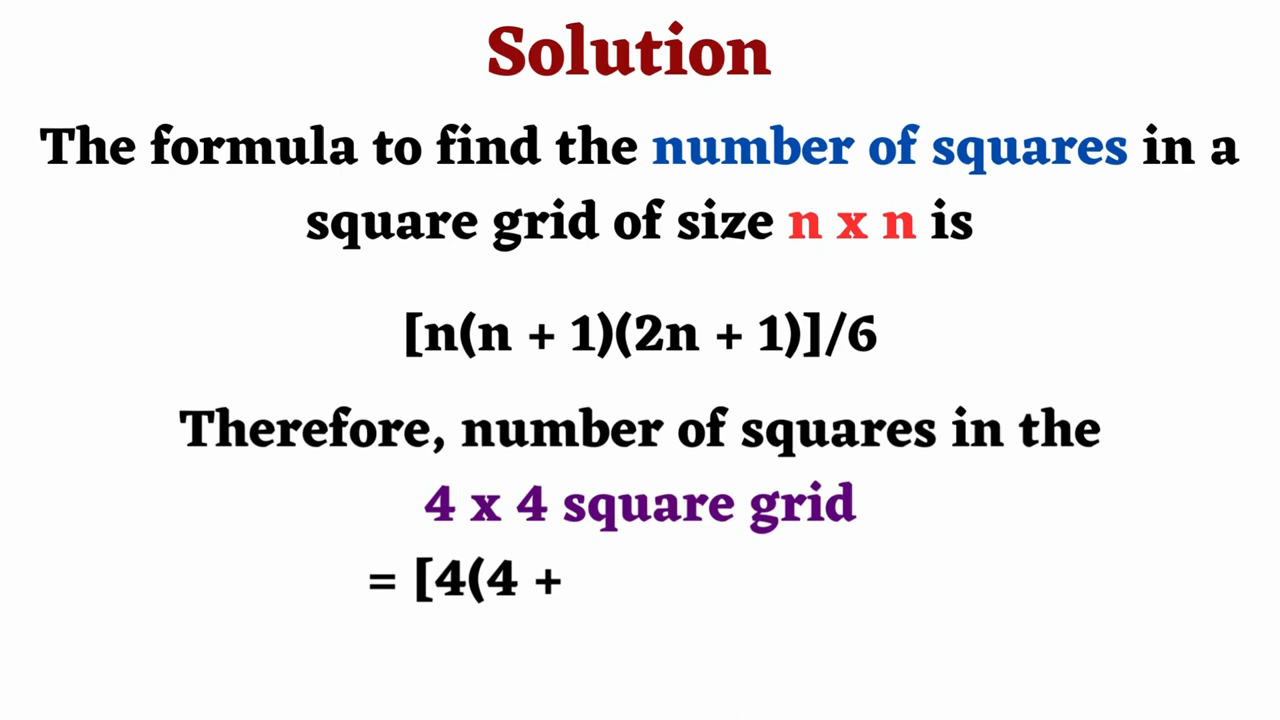 Solution
The formula to find the number of squares in a
square grid of size n x n is
[n(n + 1)(2n + 1)]/6
Therefore, number of squares in the
4 x 4 square grid
= [4(4 +